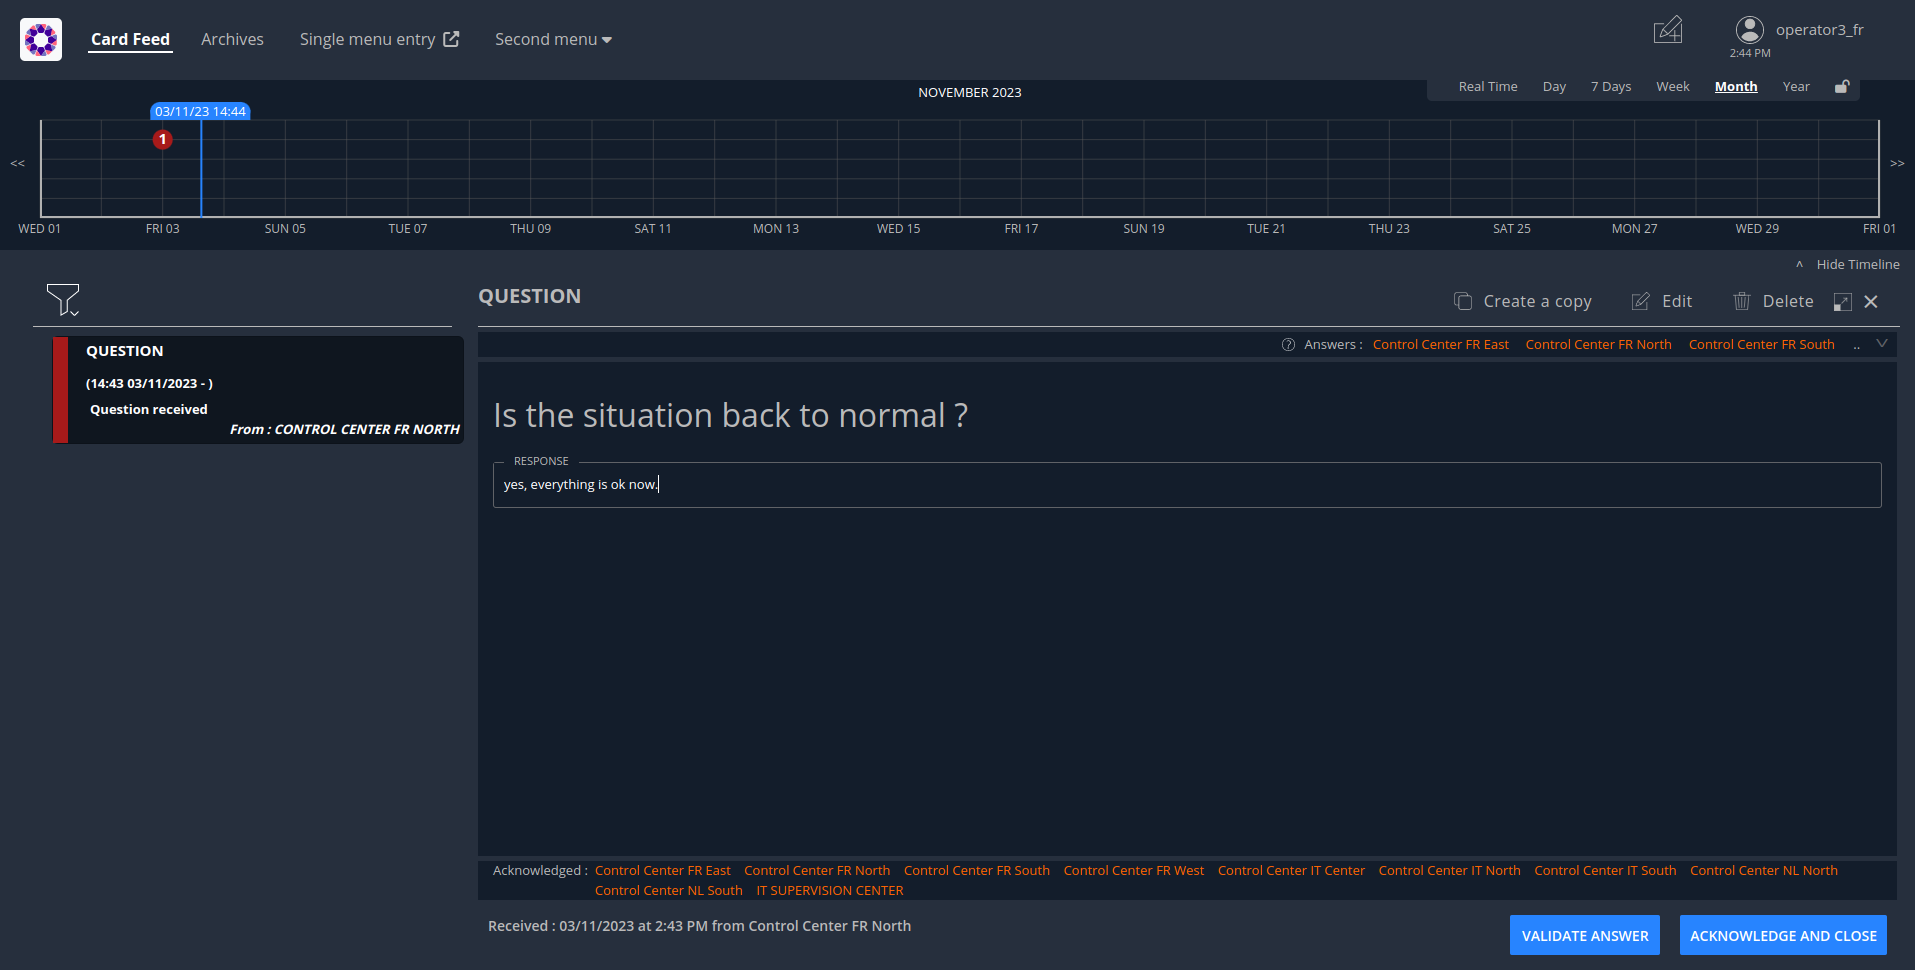 Card Feed Archives Single menu entry Second menu operator3_fr
2:44 PM
NOVEMBER 2023 Real Time Day 7 Days Week Month Year
03/11/23 14:44
1
<< >>
WED 01 FRI 03 SUN 05 TUE 07 THU 09 SAT 11 MON 13 WED 15 FRI 17 SUN 19 TUE 21 THU 23 SAT 25 MON 27 WED 29 FRI 01
^ Hide Timeline
QUESTION Create a copy Edit Delete
QUESTION
(14:43 03/11/2023 - )
Question received
From : CONTROL CENTER FR NORTH
? Answers : Control Center FR East Control Center FR North Control Center FR South ..
Is the situation back to normal ?
RESPONSE
yes, everything is ok now.
Acknowledged : Control Center FR East Control Center FR North Control Center FR South Control Center FR West Control Center IT Center Control Center IT North Control Center IT South Control Center NL North
Control Center NL South IT SUPERVISION CENTER
Received : 03/11/2023 at 2:43 PM from Control Center FR North
VALIDATE ANSWER ACKNOWLEDGE AND CLOSE